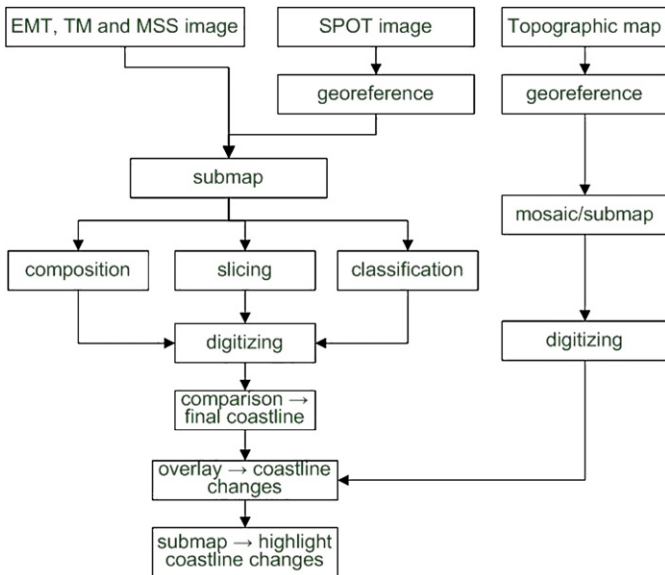 EMT, TM and MSS image
SPOT image
Topographic map
georeference
georeference
submap
mosaic/submap
composition
slicing
classification
digitizing
digitizing
comparison →
final coastline
overlay → coastline
changes
submap → highlight
coastline changes